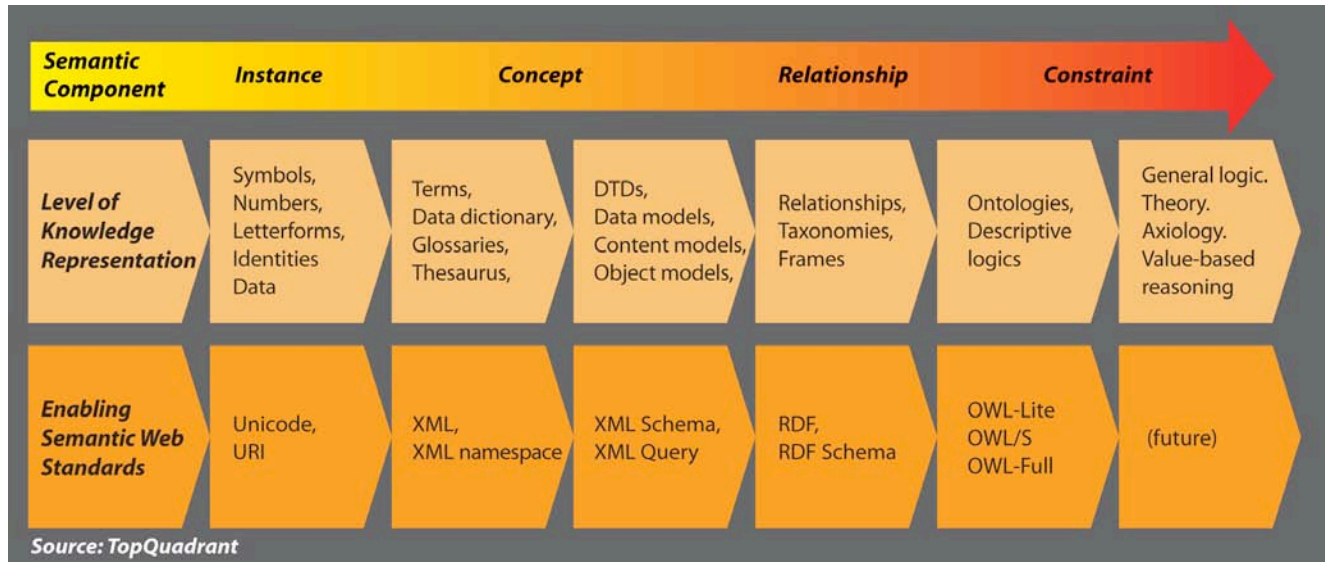 Semantic
Component
Instance
Concept
Relationship
Constraint
Level of
Knowledge
Representation
Symbols,
Numbers,
Letterforms,
Identities
Data
Terms,
Data dictionary,
Glossaries,
Thesaurus,
DTDs,
Data models,
Content models,
Object models,
Relationships,
Taxonomies,
Frames
Ontologies,
Descriptive
logics
General logic.
Theory.
Axiology.
Value-based
reasoning
Enabling
Semantic Web
Standards
Unicode,
URI
XML,
XML namespace
XML Schema,
XML Query
RDF,
RDF Schema
OWL-Lite
OWL/S
OWL-Full
(future)
Source: TopQuadrant